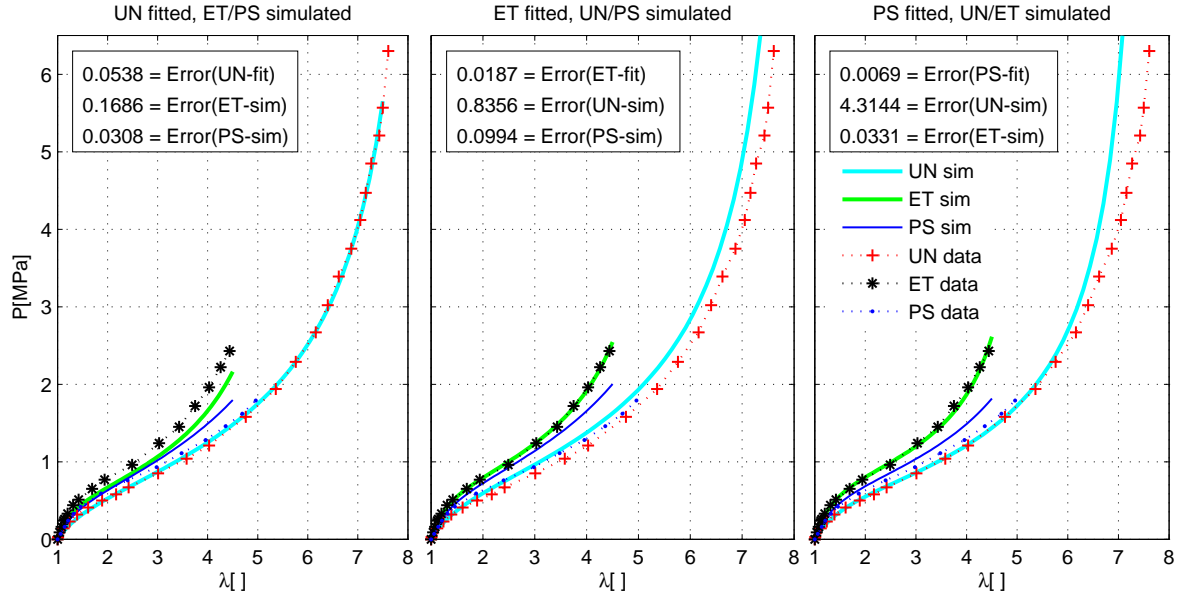 UN fitted, ET/PS simulated
0.0538 = Error(UN-fit)
0.1686 = Error(ET-sim)
0.0308 = Error(PS-sim)
P[MPa]
6
5
4
3
2
1
0
1 2 3 4 5 6 7 8
λ[ ]
ET fitted, UN/PS simulated
0.0187 = Error(ET-fit)
0.8356 = Error(UN-sim)
0.0994 = Error(PS-sim)
1 2 3 4 5 6 7 8
λ[ ]
PS fitted, UN/ET simulated
0.0069 = Error(PS-fit)
4.3144 = Error(UN-sim)
0.0331 = Error(ET-sim)
UN sim
ET sim
PS sim
UN data
ET data
PS data
1 2 3 4 5 6 7 8
λ[ ]